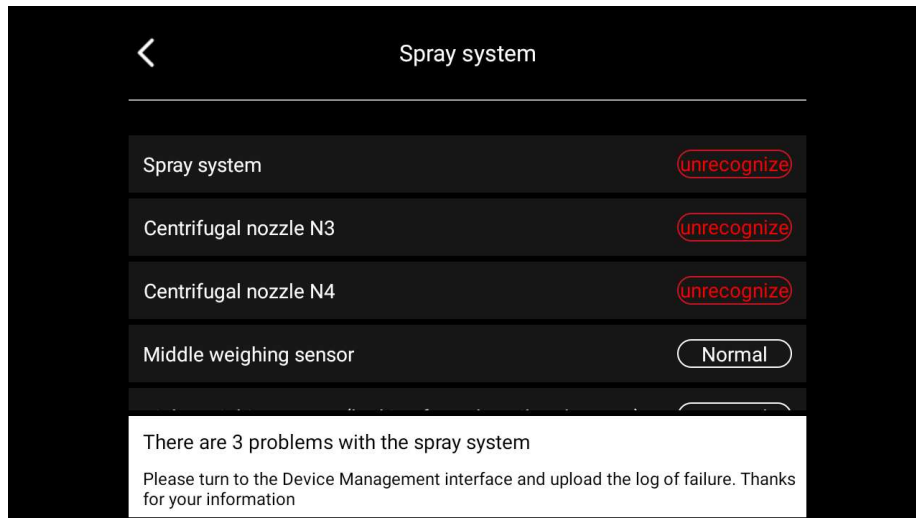 Spray system
Spray system
unrecognize
Centrifugal nozzle N3
unrecognize
Centrifugal nozzle N4
unrecognize
Middle weighing sensor
Normal
There are 3 problems with the spray system
Please turn to the Device Management interface and upload the log of failure. Thanks
for your information